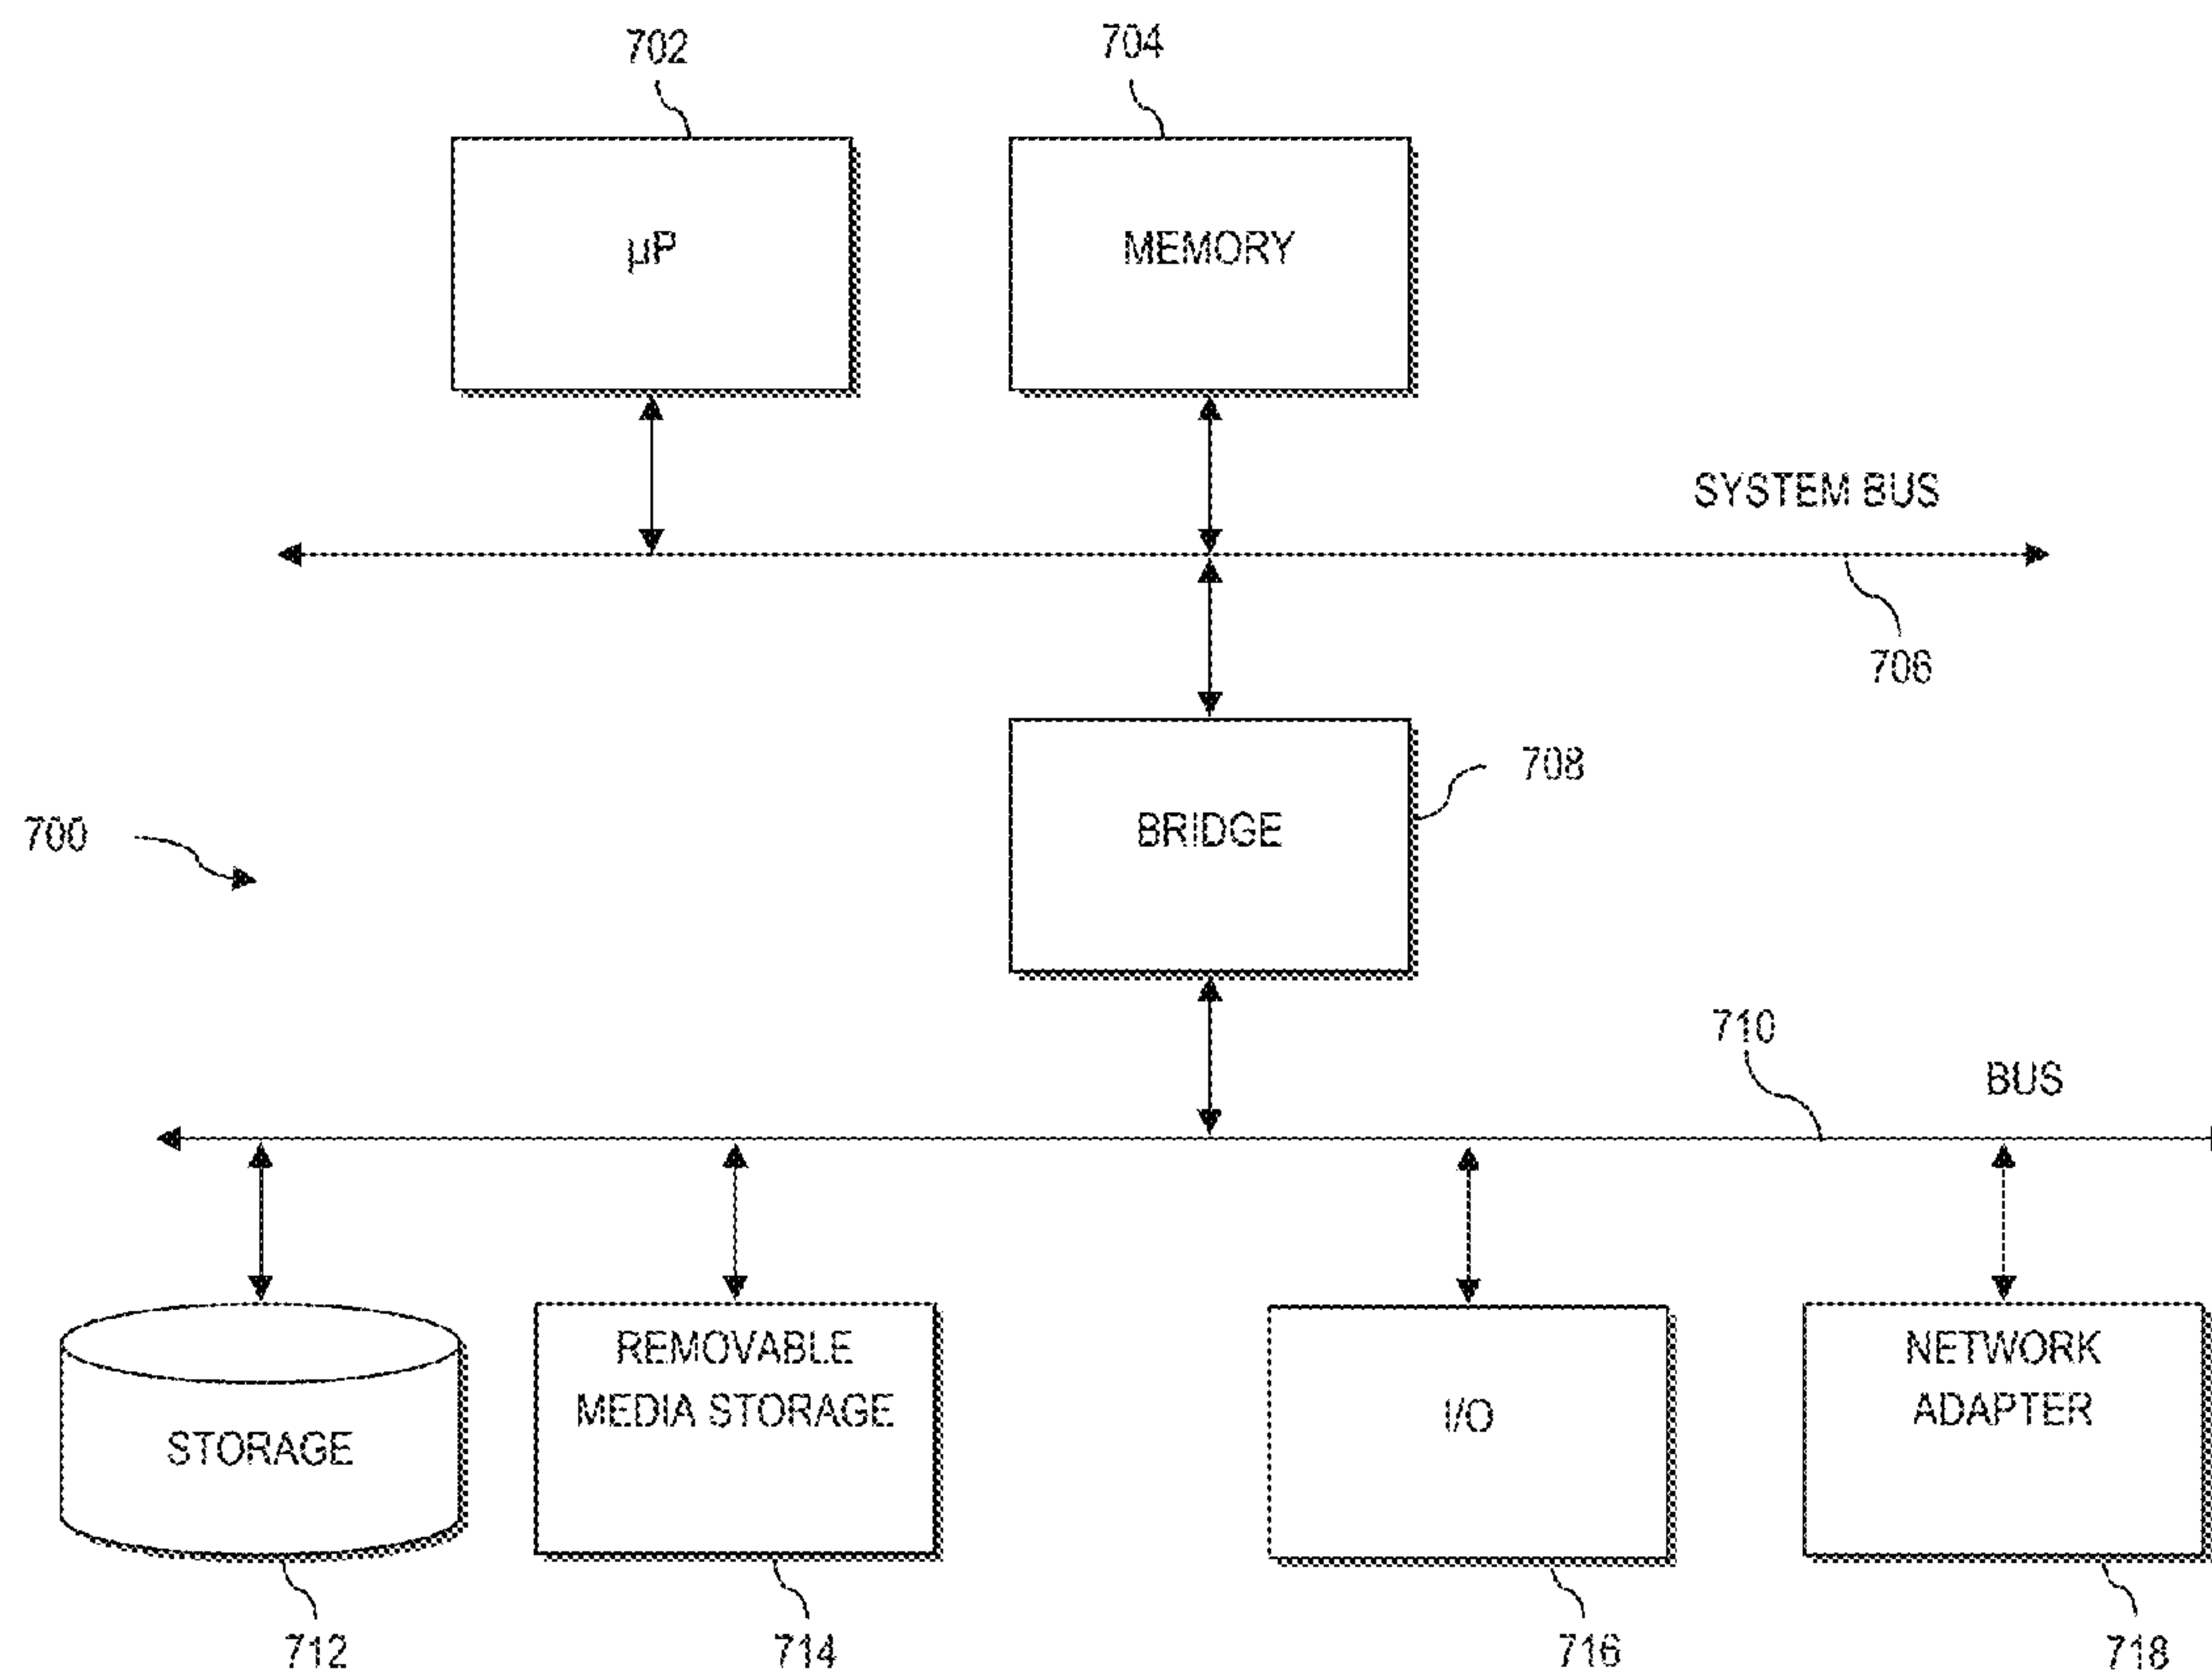 702
704
µP
MEMORY
SYSTEM BUS
706
708
BRIDGE
700
710
BUS
REMOVABLE
MEDIA STORAGE
STORAGE
I/O
NETWORK
ADAPTER
712
714
716
718